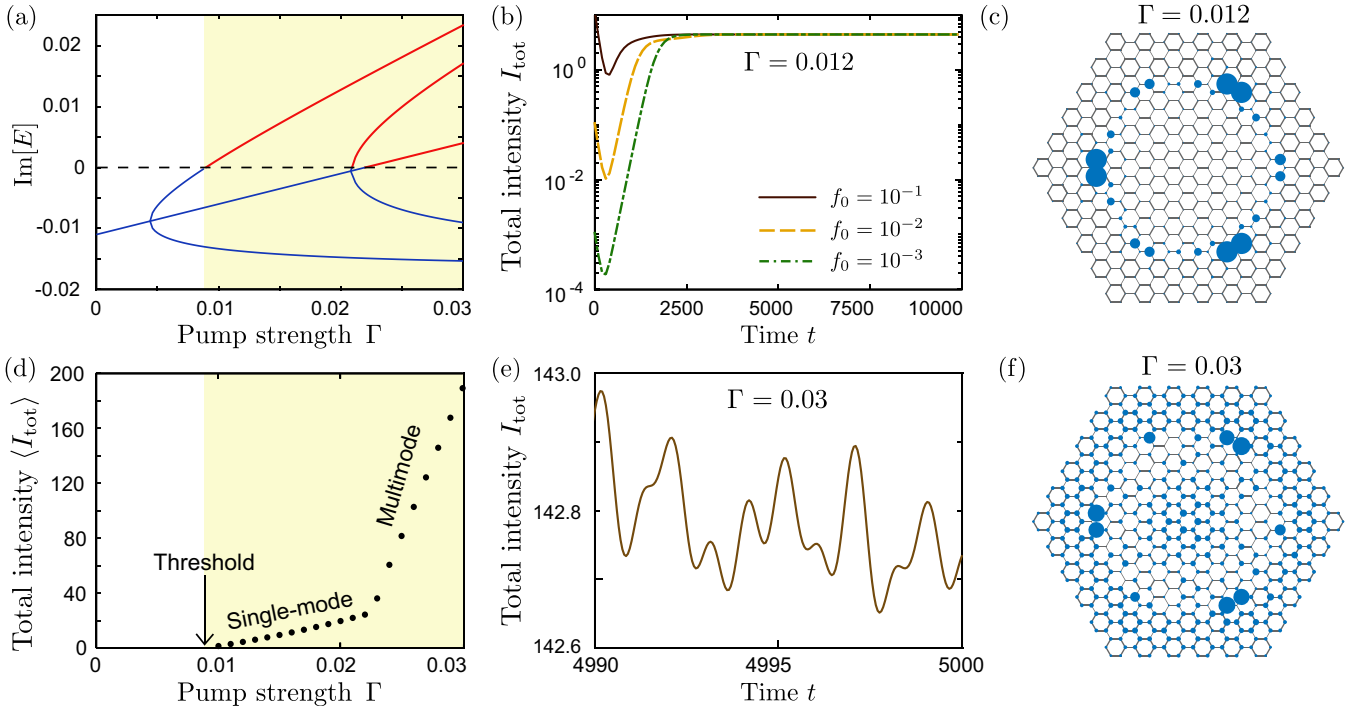 (a)
0.02
0.01
0
-0.01
-0.02
Im[E]
0
0.01
0.02
0.03
Pump strength Γ
(b)
Total intensity I_tot
10^0
10^-2
10^-4
Γ = 0.012
f_0 = 10^-1
f_0 = 10^-2
f_0 = 10^-3
0
2500
5000
7500
10000
Time t
(c)
Γ = 0.012
(d)
Total intensity ⟨I_tot⟩
200
160
120
80
40
0
Threshold
Single-mode
Multimode
0
0.01
0.02
0.03
Pump strength Γ
(e)
Total intensity I_tot
143.0
142.8
142.6
Γ = 0.03
4990
4995
5000
Time t
(f)
Γ = 0.03